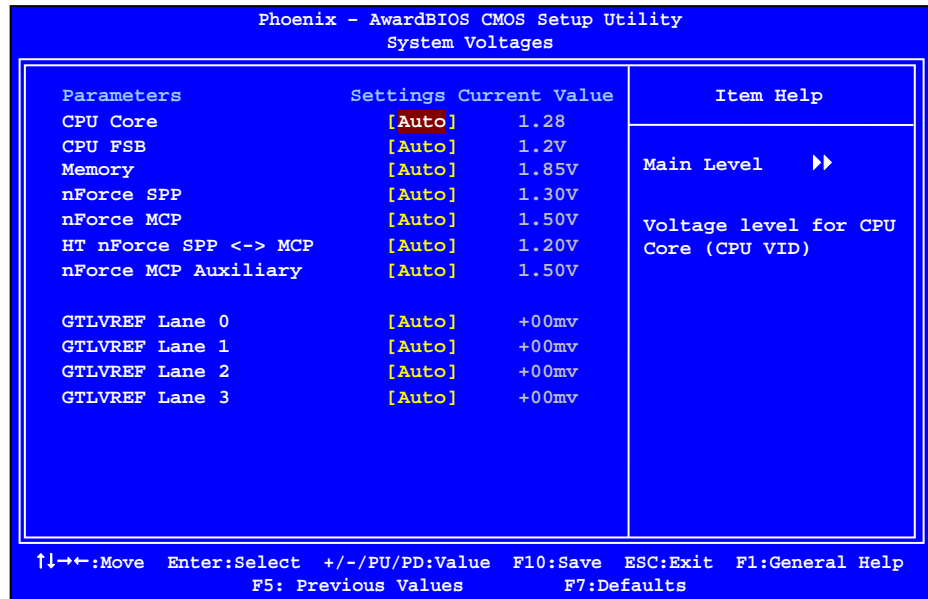 Phoenix – AwardBIOS CMOS Setup Utility
System Voltages
Parameters Settings Current Value
CPU Core [Auto] 1.28
CPU FSB [Auto] 1.2V
Memory [Auto] 1.85V
nForce SPP [Auto] 1.30V
nForce MCP [Auto] 1.50V
HT nForce SPP <-> MCP [Auto] 1.20V
nForce MCP Auxiliary [Auto] 1.50V
GTLVREF Lane 0 [Auto] +00mv
GTLVREF Lane 1 [Auto] +00mv
GTLVREF Lane 2 [Auto] +00mv
GTLVREF Lane 3 [Auto] +00mv
Item Help
Main Level
Voltage level for CPU
Core (CPU VID)
↑↓→←:Move Enter:Select +/-/PU/PD:Value F10:Save ESC:Exit F1:General Help
F5: Previous Values F7:Defaults